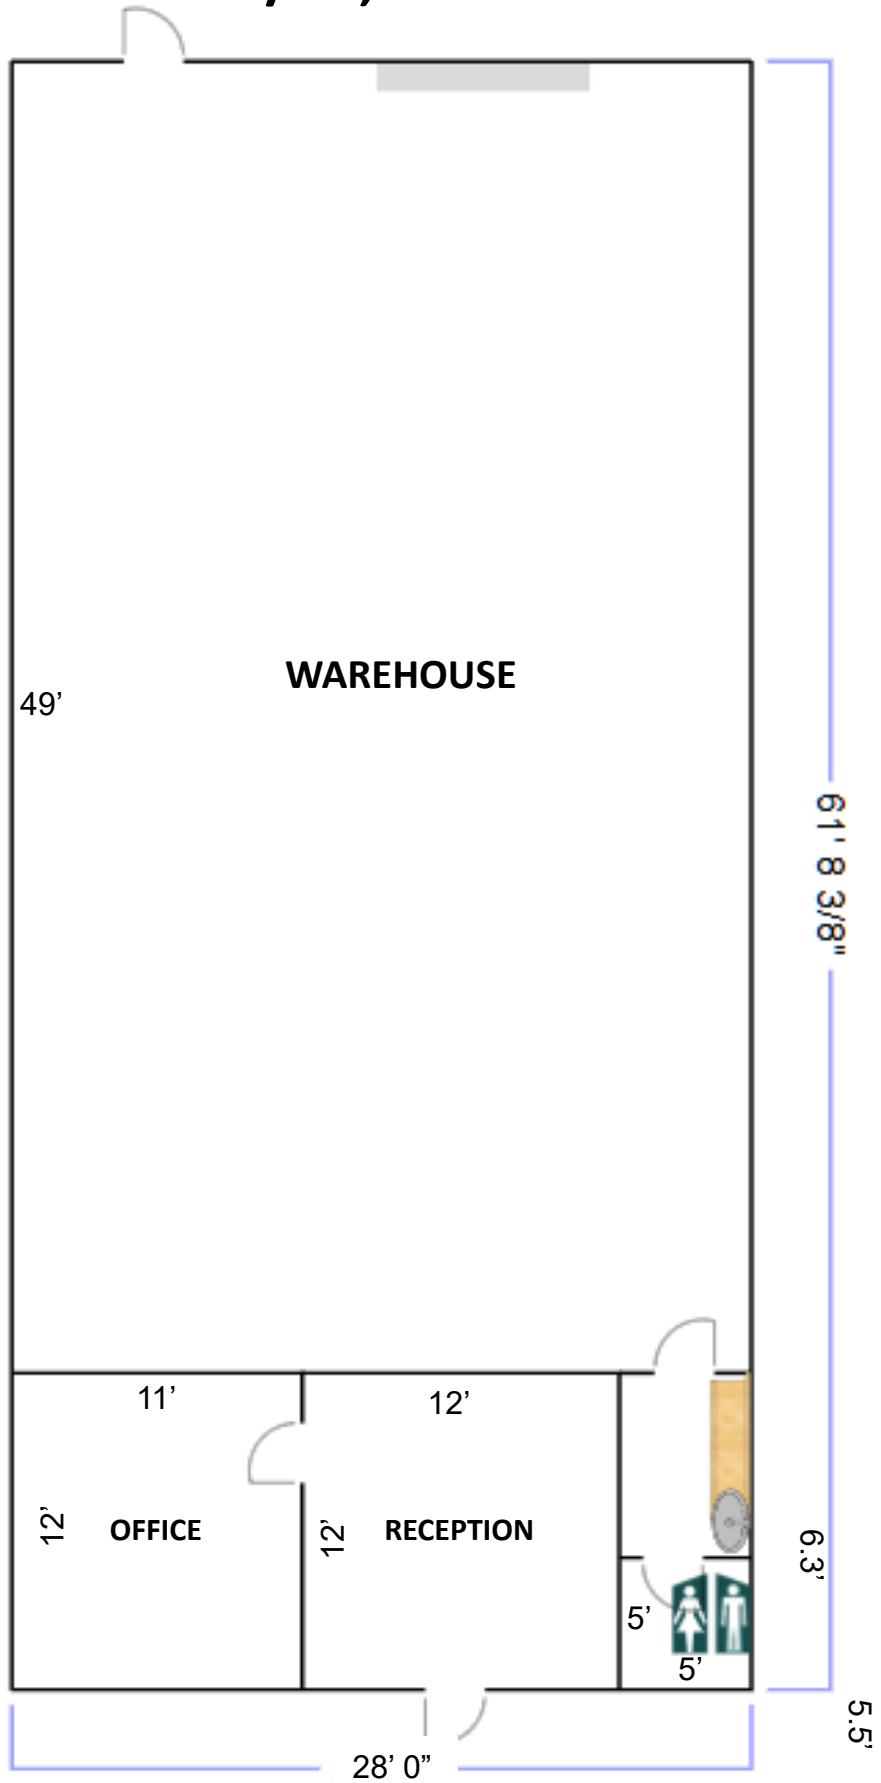 WAREHOUSE
49’
61' 8 3/8"
11’
12’
12’
OFFICE
12’
RECEPTION
6.3’
5’
5’
5.5’
28’ 0”